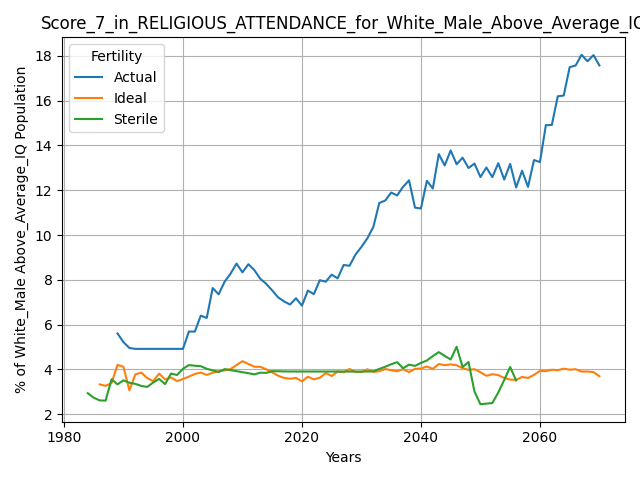 Score_7_in_RELIGIOUS_ATTENDANCE_for_White_Male_Above_Average_IQ
% of White_Male Above_Average_IQ Population
18
16
14
12
10
8
6
4
2
Fertility
Actual
Ideal
Sterile
1980
2000
2020
2040
2060
Years